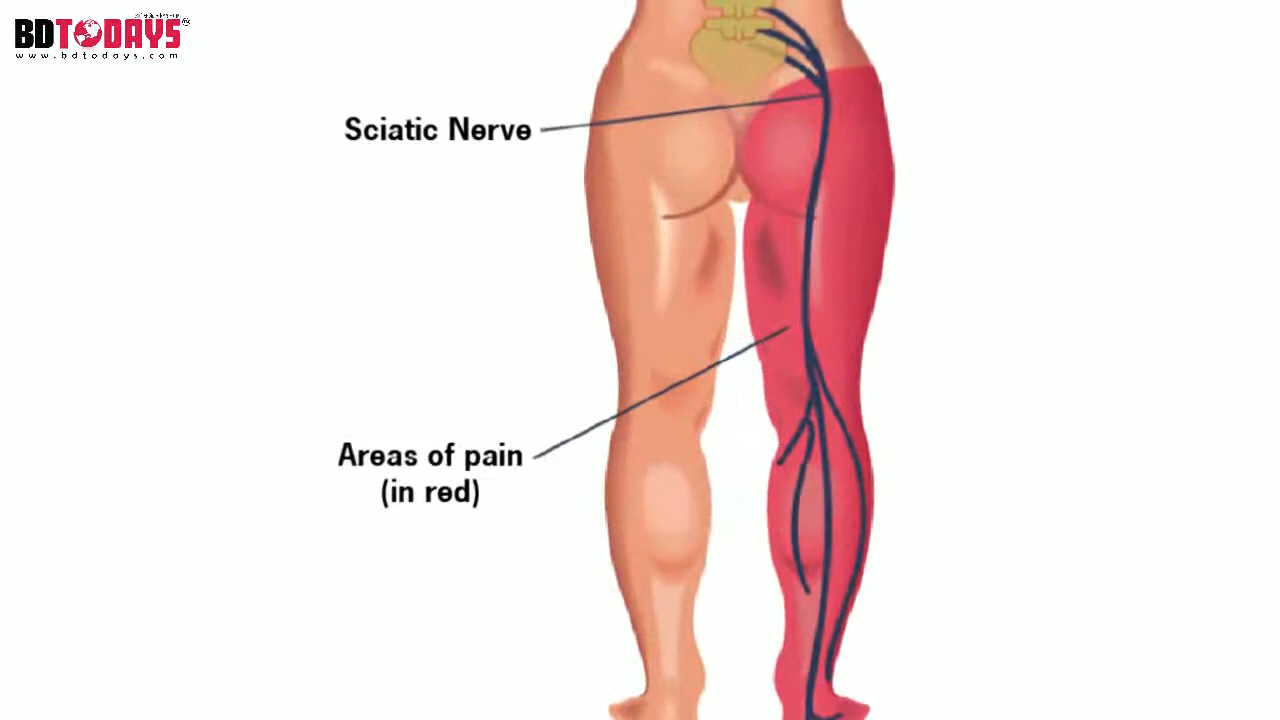 BDTODAYS
www.bdtodays.com
Sciatic Nerve
Areas of pain
(in red)